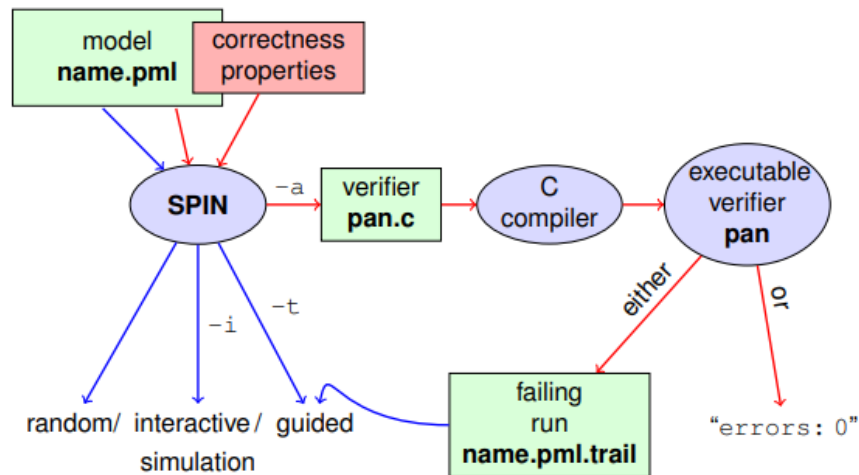 model
name.pml
correctness
properties
SPIN
-a
verifier
pan.c
C
compiler
executable
verifier
pan
-i
-t
either
or
random/ interactive / guided
simulation
failing
run
name.pml.trail
“errors: 0”